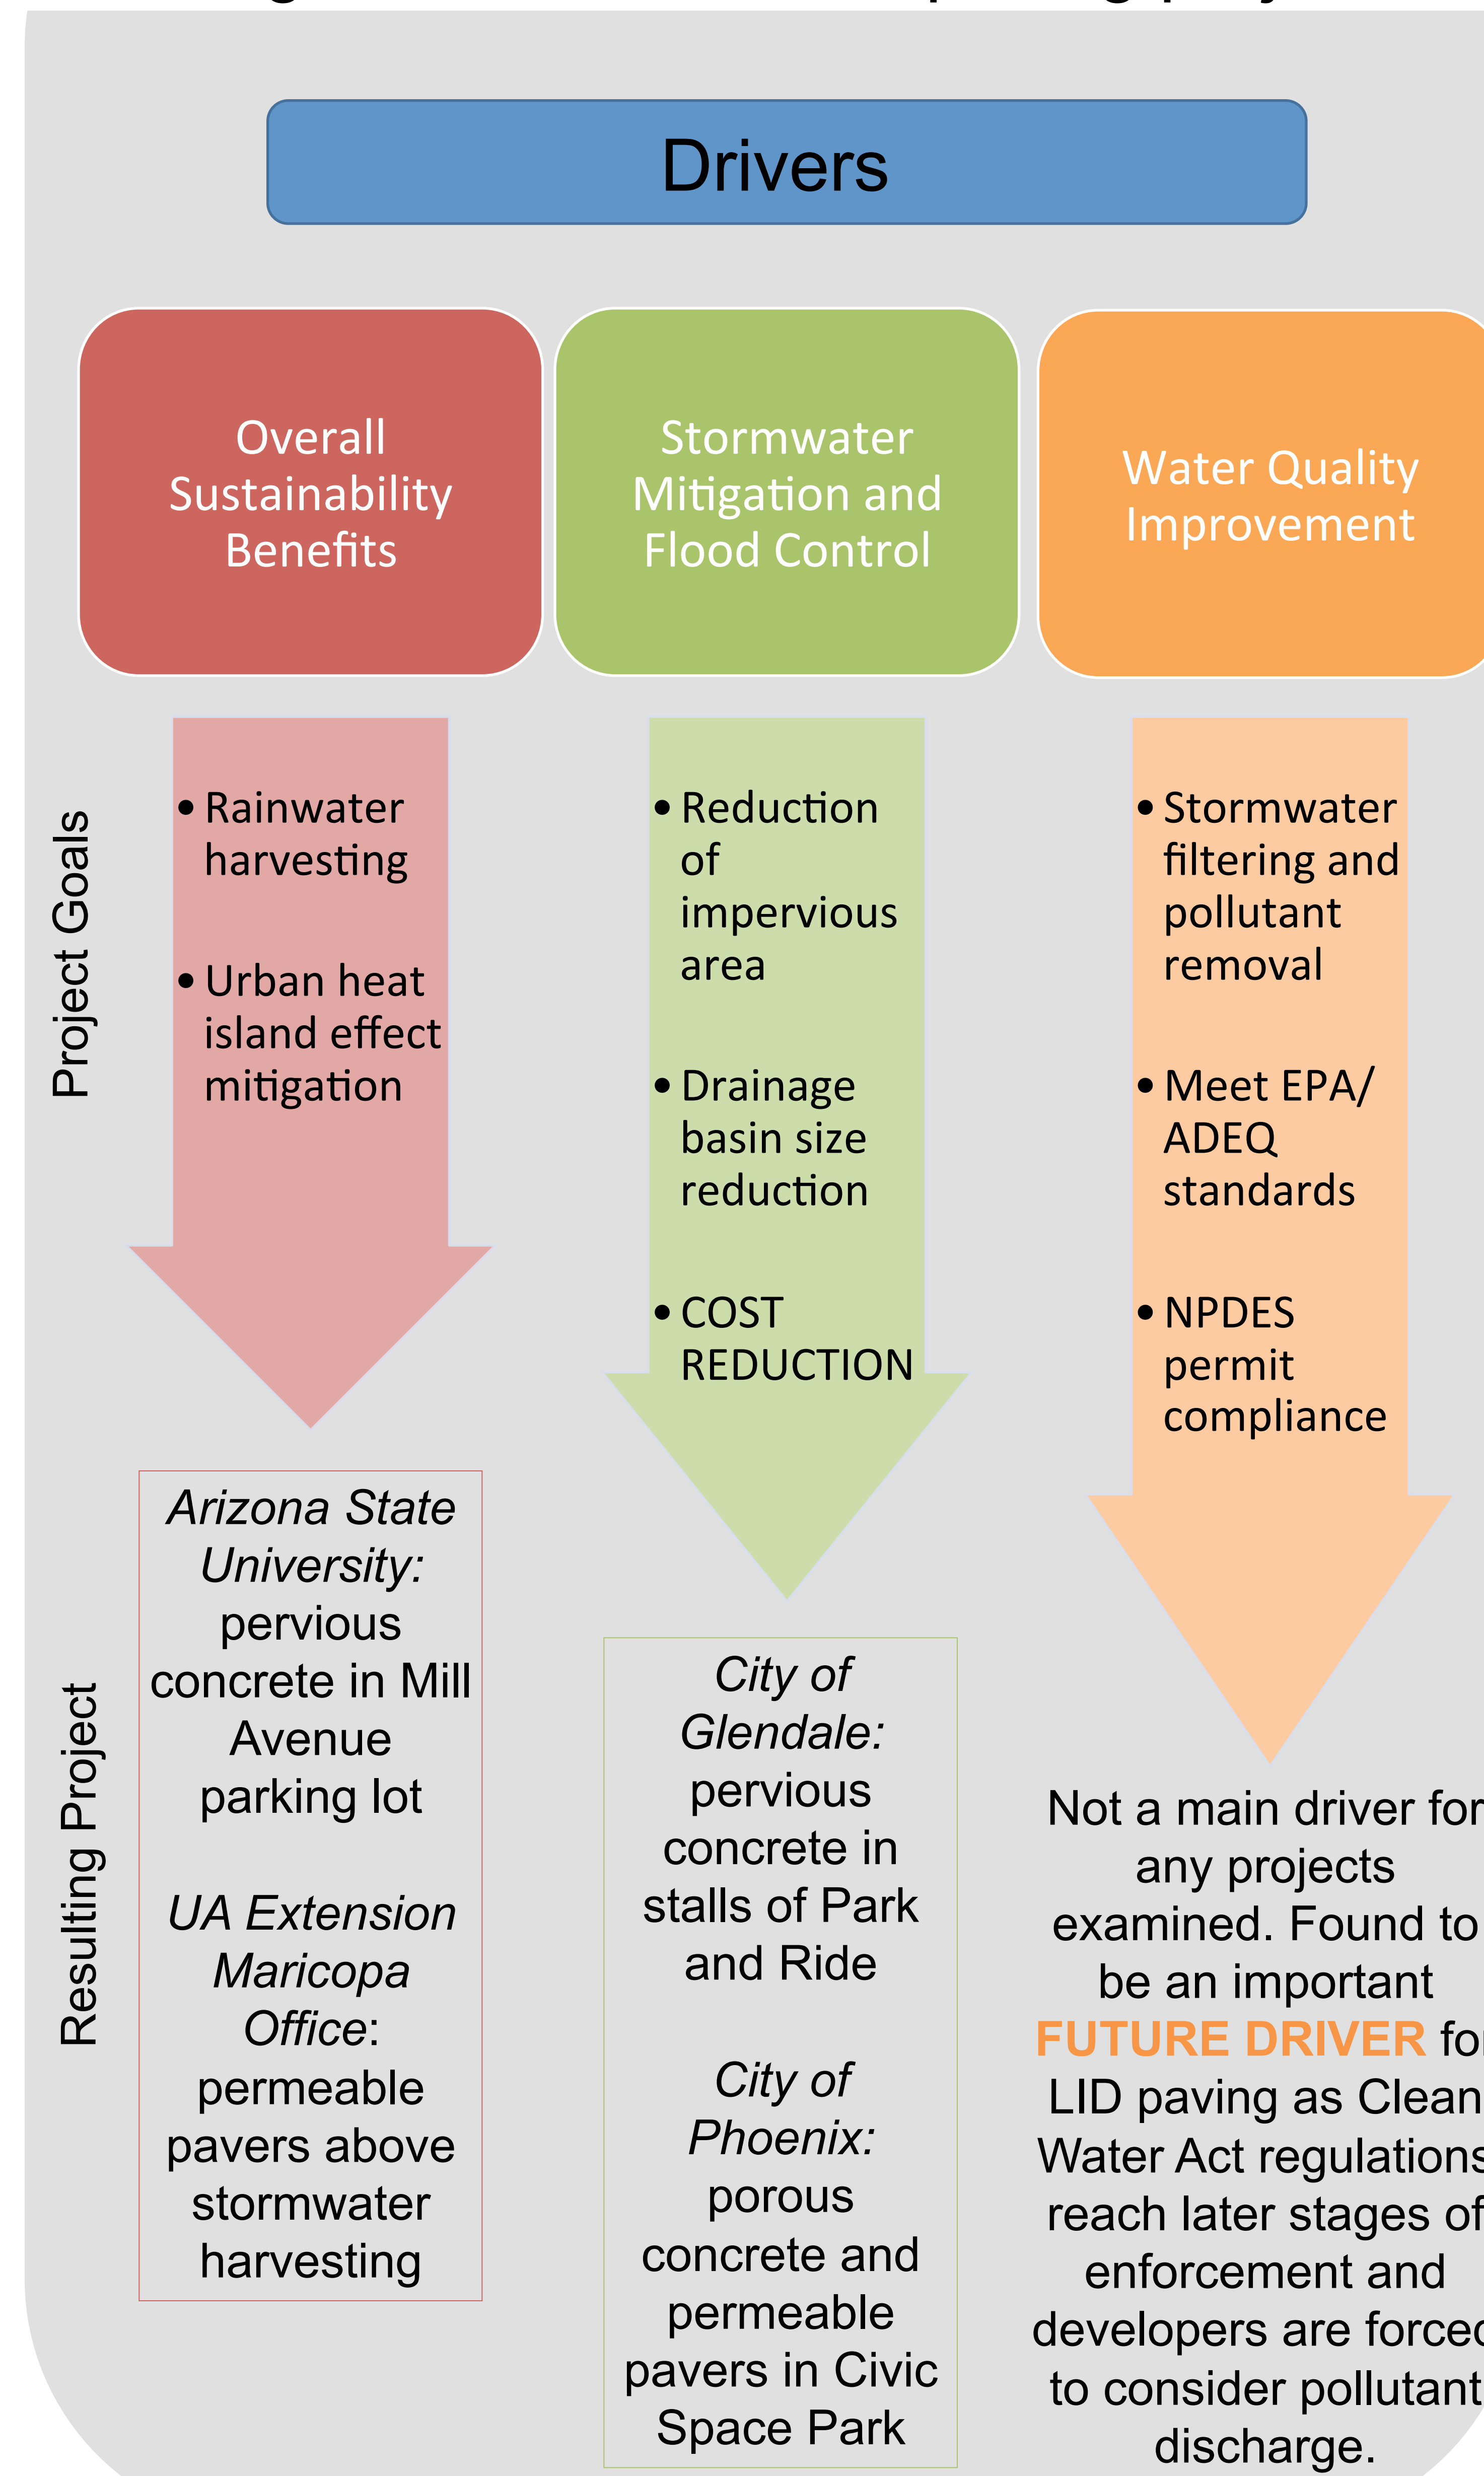 Drivers
Overall
Sustainability
Benefits
Stormwater
Mitigation and
Flood Control
Water Quality
Improvement
Project Goals
• Rainwater
harvesting
• Urban heat
island effect
mitigation
• Reduction
of
impervious
area
• Drainage
basin size
reduction
• COST
REDUCTION
• Stormwater
filtering and
pollutant
removal
• Meet EPA/
ADEQ
standards
• NPDES
permit
compliance
Resulting Project
Arizona State
University:
pervious
concrete in Mill
Avenue
parking lot
UA Extension
Maricopa
Office:
permeable
pavers above
stormwater
harvesting
City of
Glendale:
pervious
concrete in
stalls of Park
and Ride
City of
Phoenix:
porous
concrete and
permeable
pavers in Civic
Space Park
Not a main driver for
any projects
examined. Found to
be an important
FUTURE DRIVER for
LID paving as Clean
Water Act regulations
reach later stages of
enforcement and
developers are forced
to consider pollutant
discharge.